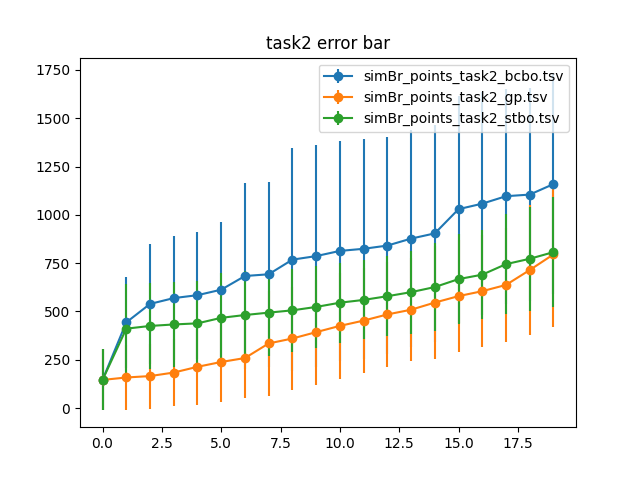 task2 error bar
simBr_points_task2_bcbo.tsv
simBr_points_task2_gp.tsv
simBr_points_task2_stbo.tsv
1750
1500
1250
1000
750
500
250
0
0.0 2.5 5.0 7.5 10.0 12.5 15.0 17.5